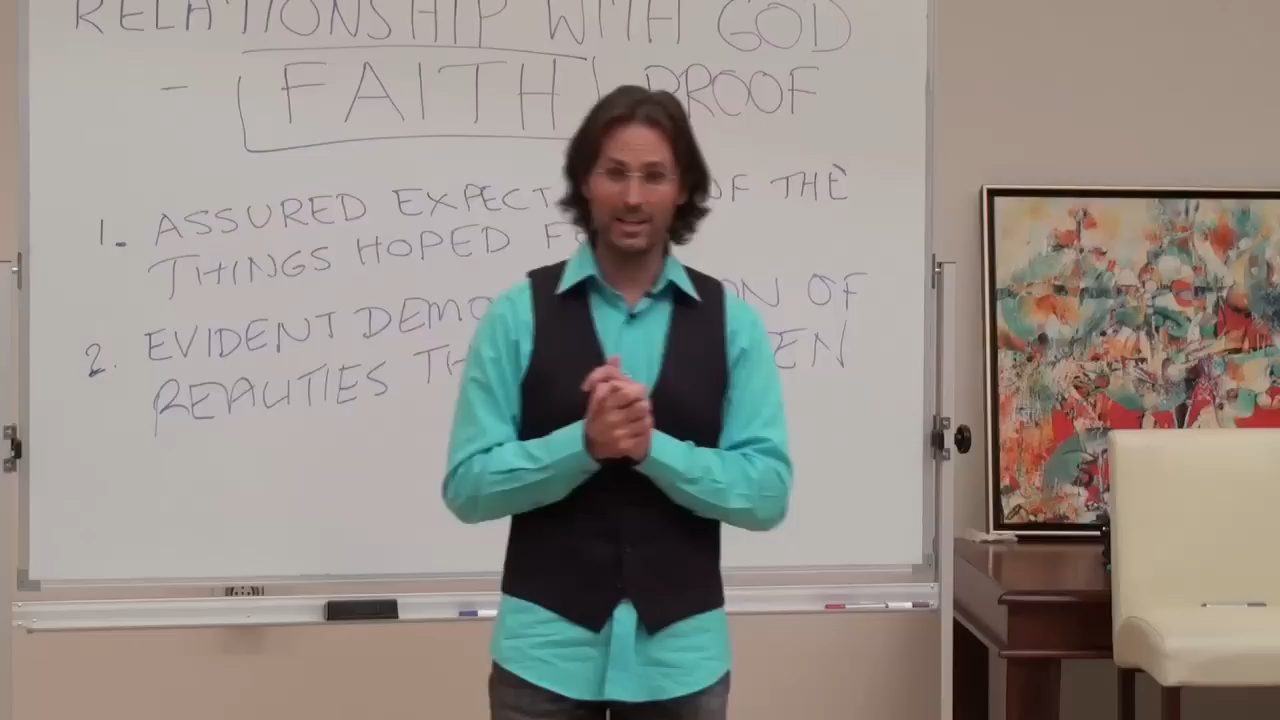 RELATIONSHIP WITH GOD
- FAITH PROOF
1. ASSURED EXPECT OF THE
THINGS HOPED F
2. EVIDENT DEMO ON OF
REALITIES TH EN